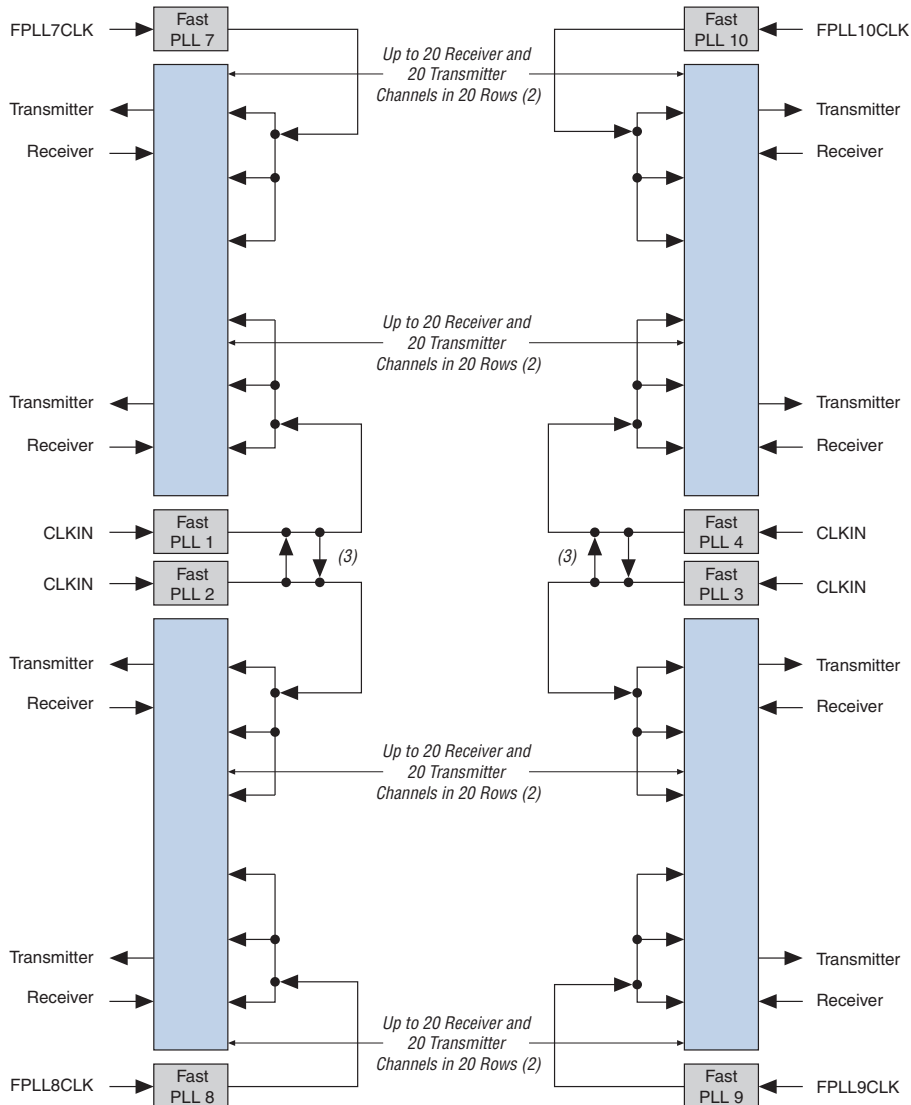 FPLL7CLK
Fast
PLL 7
Fast
PLL 10
FPLL10CLK
Up to 20 Receiver and
20 Transmitter
Channels in 20 Rows (2)
Transmitter
Transmitter
Receiver
Receiver
Up to 20 Receiver and
20 Transmitter
Channels in 20 Rows (2)
Transmitter
Transmitter
Receiver
Receiver
CLKIN
Fast
PLL 1
(3)
(3)
Fast
PLL 4
CLKIN
CLKIN
Fast
PLL 2
Fast
PLL 3
CLKIN
Transmitter
Transmitter
Receiver
Receiver
Up to 20 Receiver and
20 Transmitter
Channels in 20 Rows (2)
Transmitter
Transmitter
Receiver
Receiver
Up to 20 Receiver and
20 Transmitter
Channels in 20 Rows (2)
FPLL8CLK
Fast
PLL 8
Fast
PLL 9
FPLL9CLK